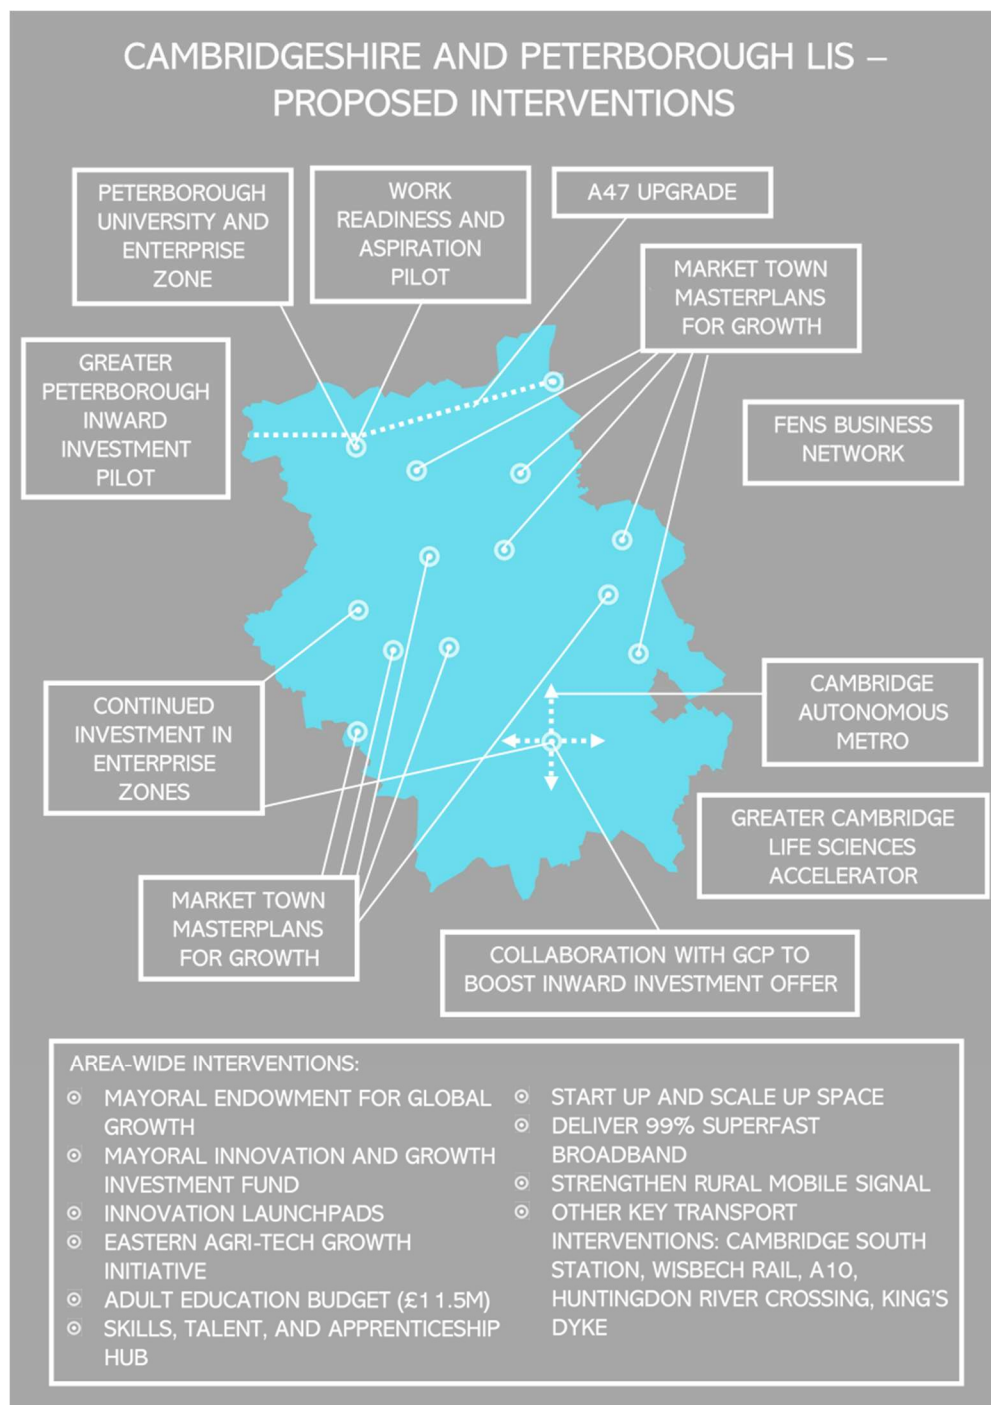 CAMBRIDGESHIRE AND PETERBOROUGH LIS –
PROPOSED INTERVENTIONS
PETERBOROUGH
UNIVERSITY AND
ENTERPRISE
ZONE
WORK
READINESS AND
ASPIRATION
PILOT
A47 UPGRADE
MARKET TOWN
MASTERPLANS
FOR GROWTH
GREATER
PETERBOROUGH
INWARD
INVESTMENT
PILOT
FENS BUSINESS
NETWORK
CONTINUED
INVESTMENT IN
ENTERPRISE
ZONES
CAMBRIDGE
AUTONOMOUS
METRO
GREATER CAMBRIDGE
LIFE SCIENCES
ACCELERATOR
MARKET TOWN
MASTERPLANS
FOR GROWTH
COLLABORATION WITH GCP TO
BOOST INWARD INVESTMENT OFFER
AREA-WIDE INTERVENTIONS:
MAYORAL ENDOWMENT FOR GLOBAL
GROWTH
MAYORAL INNOVATION AND GROWTH
INVESTMENT FUND
INNOVATION LAUNCHPADS
EASTERN AGRI-TECH GROWTH
INITIATIVE
ADULT EDUCATION BUDGET (£11.5M)
SKILLS, TALENT, AND APPRENTICESHIP
HUB
START UP AND SCALE UP SPACE
DELIVER 99% SUPERFAST
BROADBAND
STRENGTHEN RURAL MOBILE SIGNAL
OTHER KEY TRANSPORT
INTERVENTIONS: CAMBRIDGE SOUTH
STATION, WISBECH RAIL, A10,
HUNTINGDON RIVER CROSSING, KING'S
DYKE